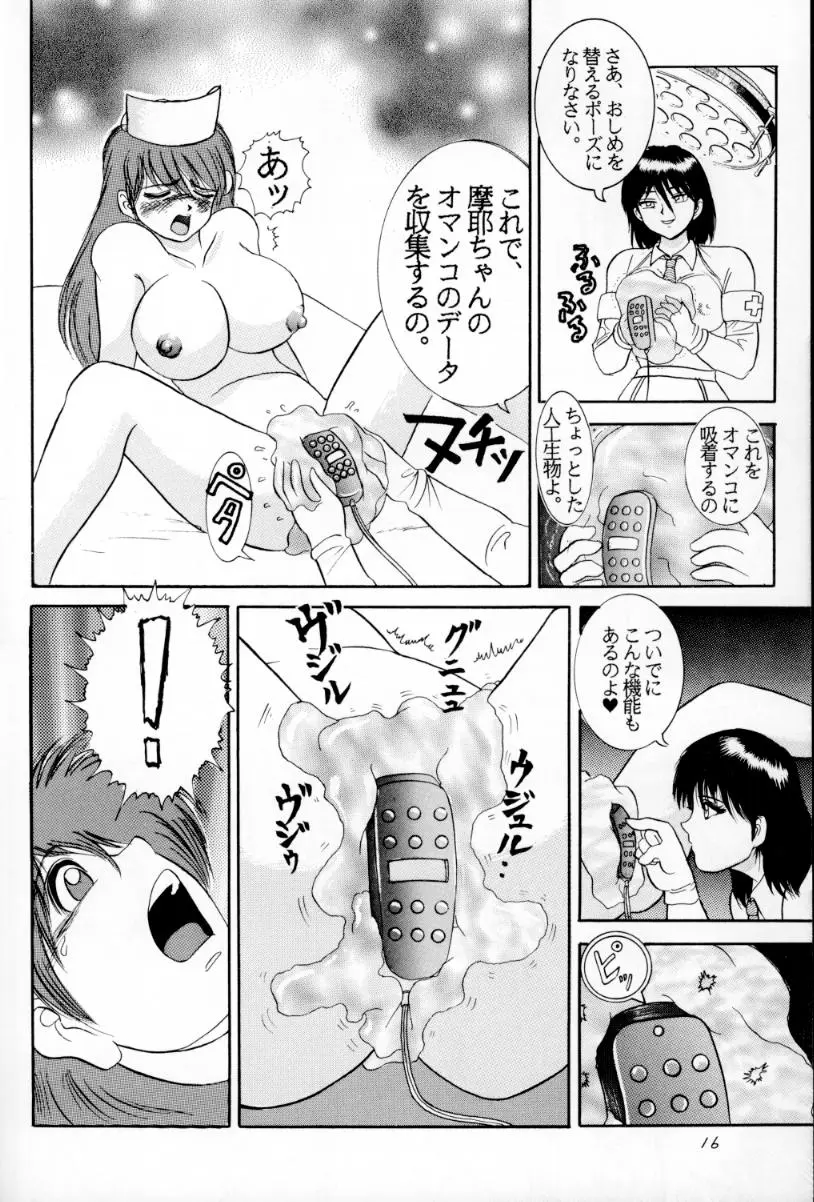 さあ、おしめを
替えるポーズに
なりなさい。
ふるふる
これを
オマンコに
吸着するの
ちょっとした
人工生物よ。
これで、
摩耶ちゃんの
オマンコのデータ
を収集するの。
あッ
ヌチッ
ペタ
ついでに
こんな機能も
あるのよ♥
ピッ
グニュュ
ヴジル
ウジュル‥
ヴジゥ
!
16